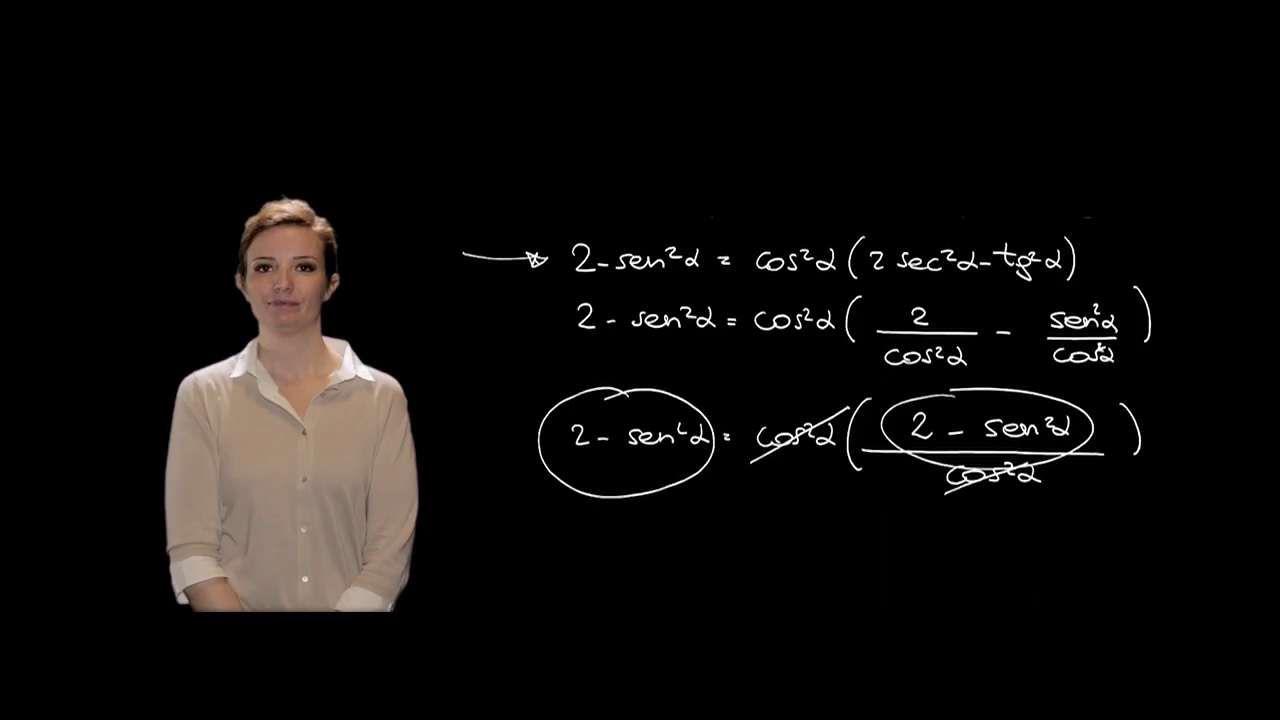 2 - sen²α = cos²α (2 sec²α - tg²α)
2 - sen²α = cos²α ( 2/cos²α - sen²α/cos²α )
2 - sen²α = cos²α ( 2 - sen²α / cos²α )